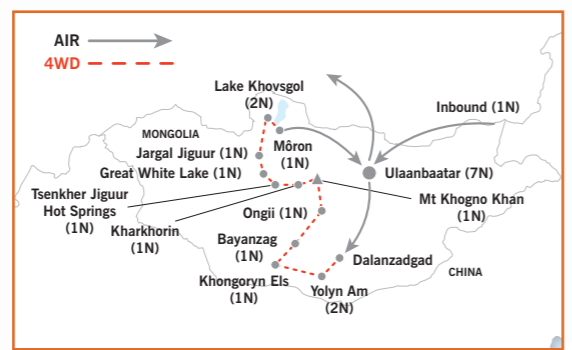 AIR
4WD
Lake Khovsgol
(2N)
Inbound (1N)
MONGOLIA
Môron
(1N)
Jargal Jiguur (1N)
Great White Lake (1N)
Ulaanbaatar (7N)
Tsenkher Jiguur
Hot Springs
(1N)
Mt Khogno Khan
(1N)
Kharkhorin
(1N)
Ongii (1N)
Bayanzag
(1N)
Dalanzadgad
CHINA
Khongoryn Els
(1N)
Yolyn Am
(2N)